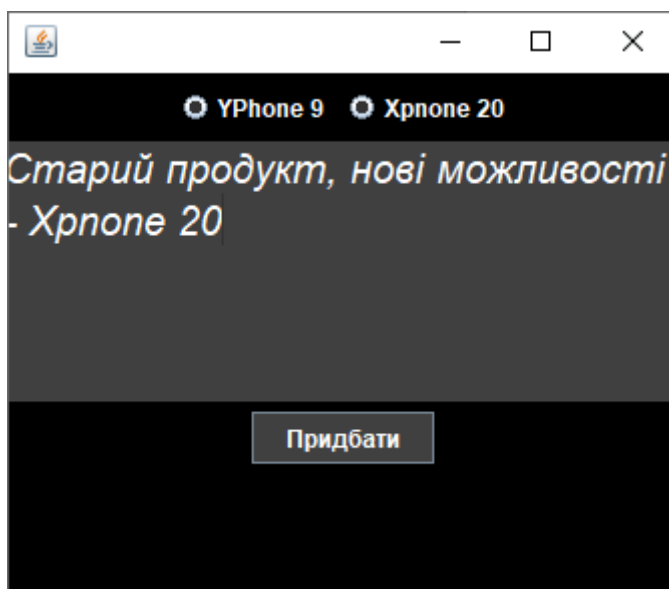 YPhone 9 Xpnone 20
Старий продукт, нові можливості
- Xpnone 20
Придбати